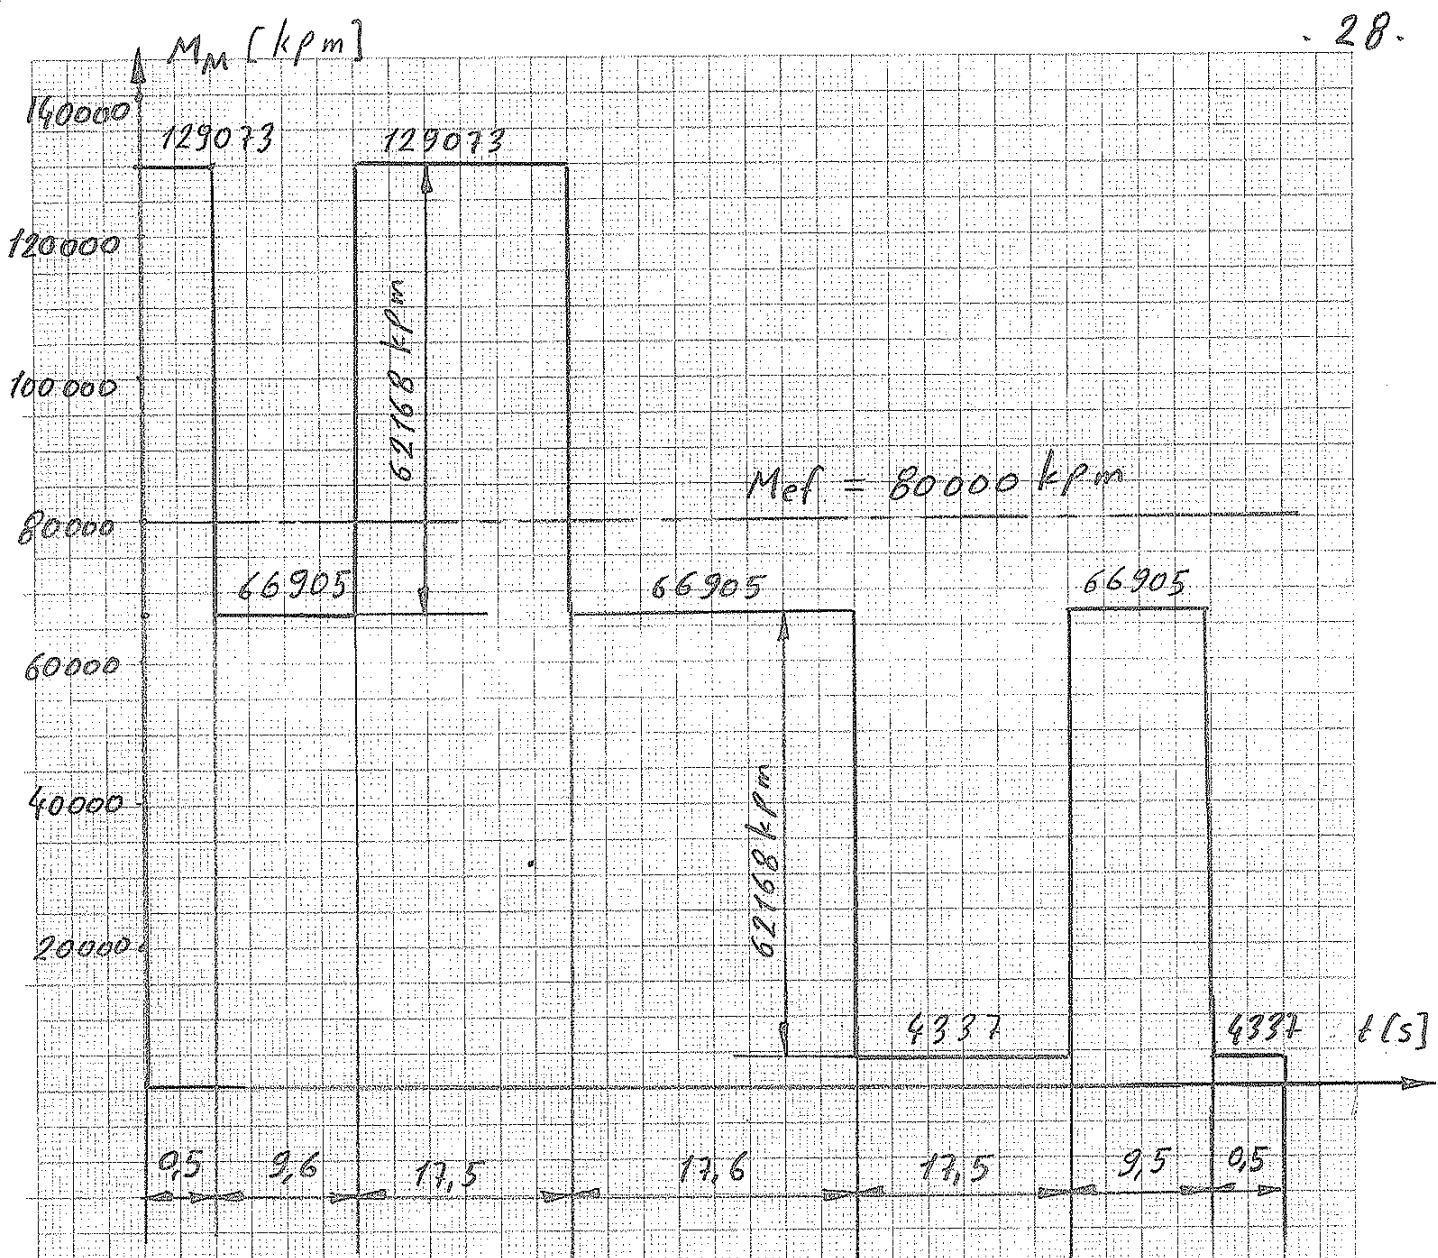 . 28.
M_M [kpm]
140000
129073 129073
120000
62168 kpm
100000
Mef = 80000 kpm
80000
66905 66905 66905
60000
62168 kpm
40000
20000
4337 4337 t[s]
0,5 9,6 17,5 17,6 17,5 9,5 0,5